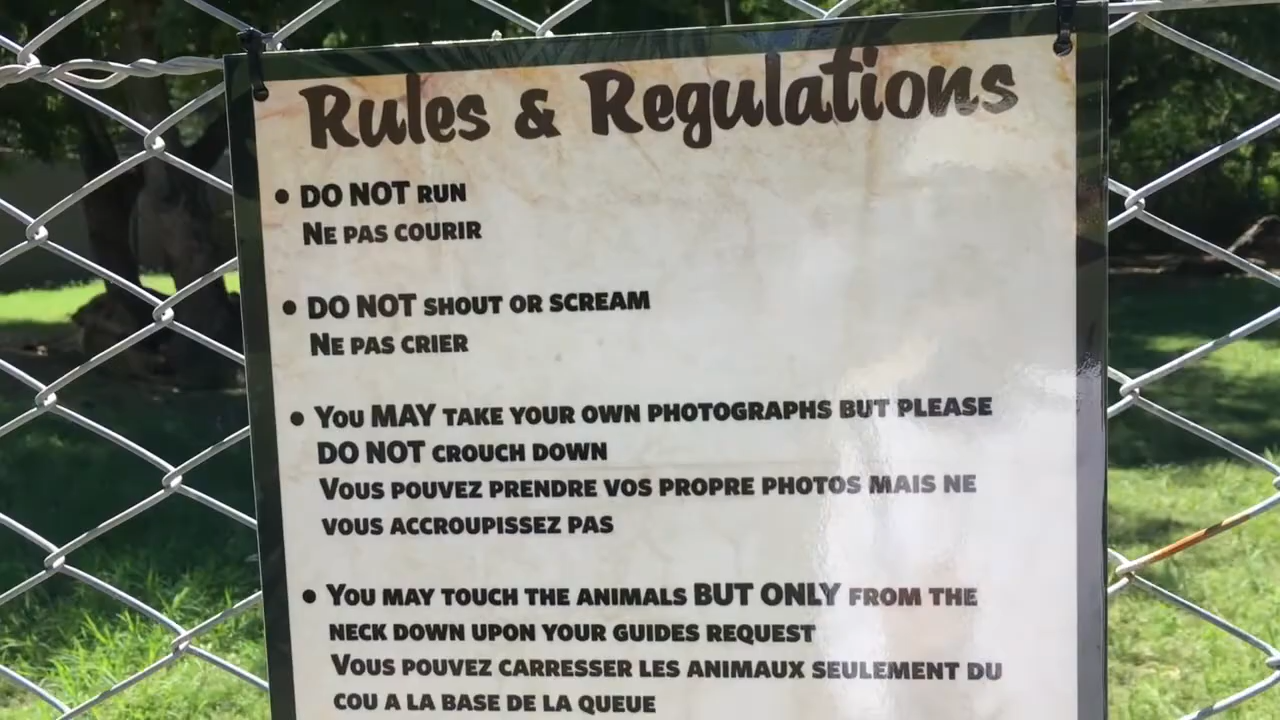 Rules & Regulations
• DO NOT RUN
NE PAS COURIR
• DO NOT SHOUT OR SCREAM
NE PAS CRIER
• YOU MAY TAKE YOUR OWN PHOTOGRAPHS BUT PLEASE
DO NOT CROUCH DOWN
VOUS POUVEZ PRENDRE VOS PROPRE PHOTOS MAIS NE
VOUS ACCROUPISSEZ PAS
• YOU MAY TOUCH THE ANIMALS BUT ONLY FROM THE
NECK DOWN UPON YOUR GUIDES REQUEST
VOUS POUVEZ CARRESSER LES ANIMAUX SEULEMENT DU
COU A LA BASE DE LA QUEUE